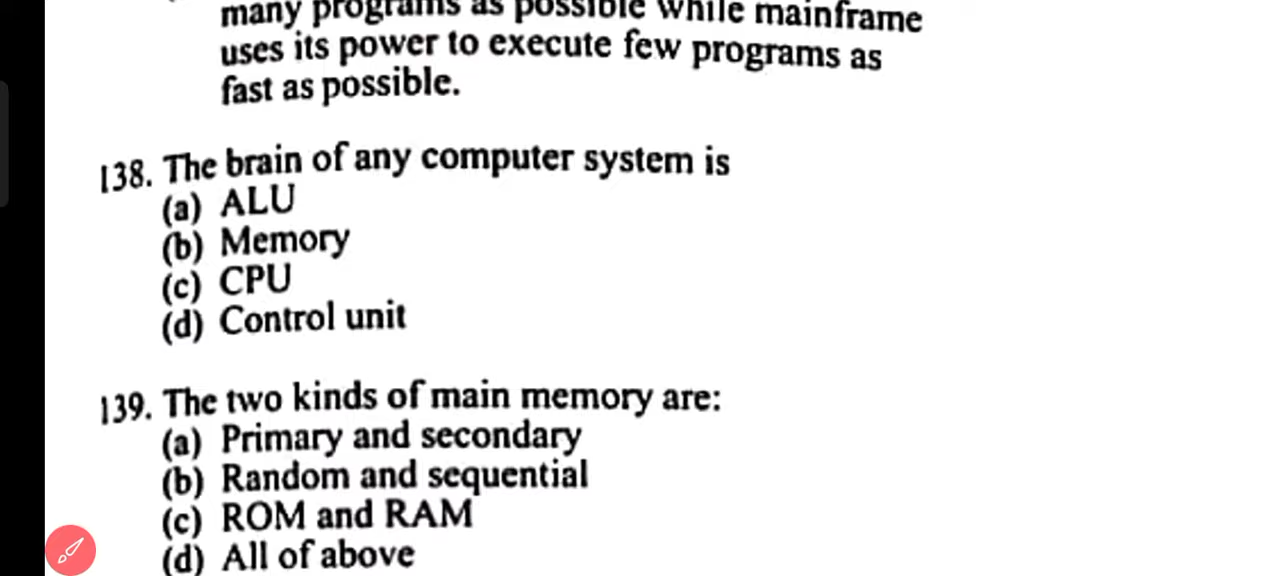 many programs as possible while mainframe
uses its power to execute few programs as
fast as possible.
138. The brain of any computer system is
(a) ALU
(b) Memory
(c) CPU
(d) Control unit
139. The two kinds of main memory are:
(a) Primary and secondary
(b) Random and sequential
(c) ROM and RAM
(d) All of above